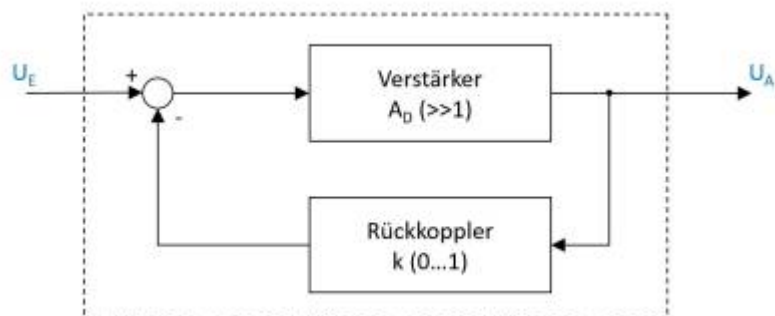 U_E
+
-
Verstärker
A_D (>>1)
U_A
Rückkoppler
k (0...1)